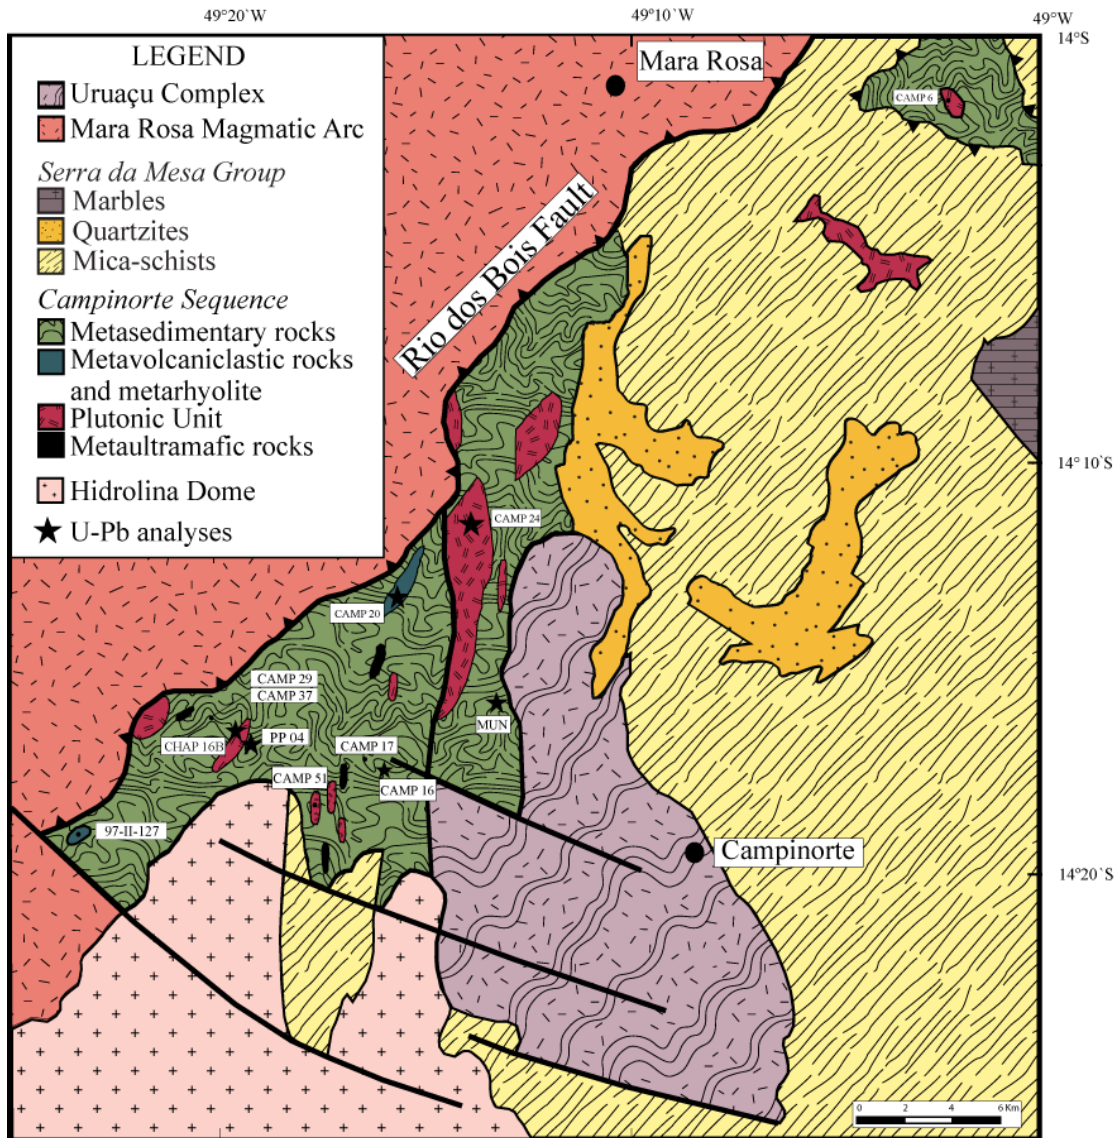 49°20`W
49°10`W
49°W
14°S
LEGEND
Uruaçu Complex
Mara Rosa Magmatic Arc
Serra da Mesa Group
Marbles
Quartzites
Mica-schists
Campinorte Sequence
Metasedimentary rocks
Metavolcaniclastic rocks
and metarhyolite
Plutonic Unit
Metaultramafic rocks
Hidrolina Dome
U-Pb analyses
Mara Rosa
CAMP 6
Rio dos Bois Fault
14°10`S
CAMP 24
CAMP 20
CAMP 29
CAMP 37
MUN
CHAP 16B
PP 04
CAMP 17
CAMP 51
CAMP 16
97-II-127
Campinorte
14°20`S
0 2 4 6 Km